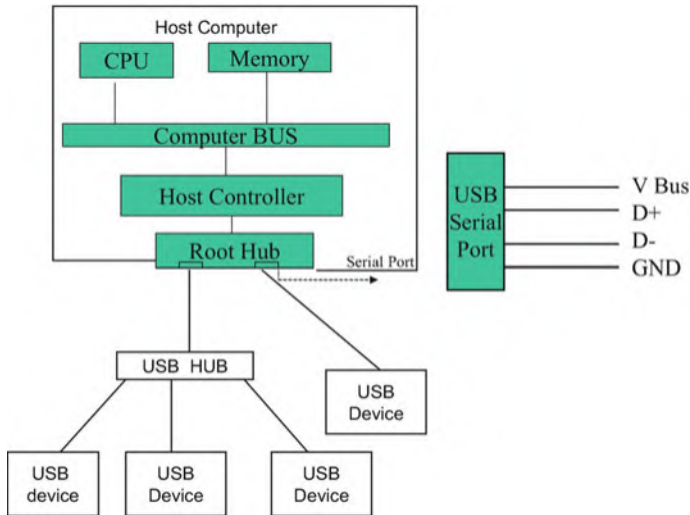 Host Computer
CPU
Memory
Computer BUS
Host Controller
Root Hub
Serial Port
USB HUB
USB
Device
USB
device
USB
Device
USB
Device
USB
Serial
Port
V Bus
D+
D-
GND